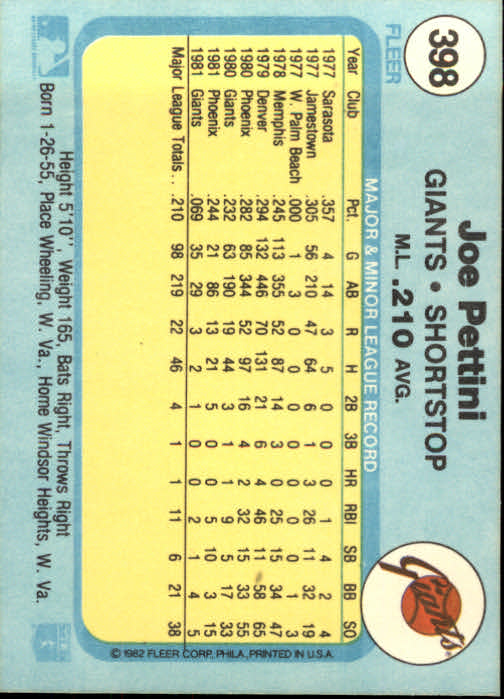 398
FLEER
Joe Pettini
GIANTS • SHORTSTOP
M.L .210 AVG.
Giants
MAJOR & MINOR LEAGUE RECORD
Year Club Pct. G AB R H 2B 3B HR RBI SB BB SO
1977 Sarasota .357 4 14 3 5 0 0 0 1 4 2 4
1977 Jamestown .305 56 210 47 64 6 1 3 26 11 32 19
1977 W. Palm Beach .000 1 3 0 0 0 0 0 0 0 1 3
1978 Memphis .245 113 355 52 87 14 3 0 25 15 34 47
1979 Denver .294 132 446 70 131 21 6 4 46 11 58 65
1980 Phoenix .282 85 344 52 97 16 4 2 32 15 33 55
1980 Giants .232 63 190 19 44 3 1 1 9 5 17 33
1981 Phoenix .244 21 86 13 21 5 0 0 5 10 3 15
1981 Giants .069 35 29 3 2 1 0 0 2 1 4 5
Major League Totals . . .210 98 219 22 46 4 1 1 11 6 21 38
© 1982 FLEER CORP., PHILA., PRINTED IN U.S.A.
Height 5'10'', Weight 165, Bats Right, Throws Right
Born 1-26-55, Place Wheeling, W. Va., Home Windsor Heights, W. Va.